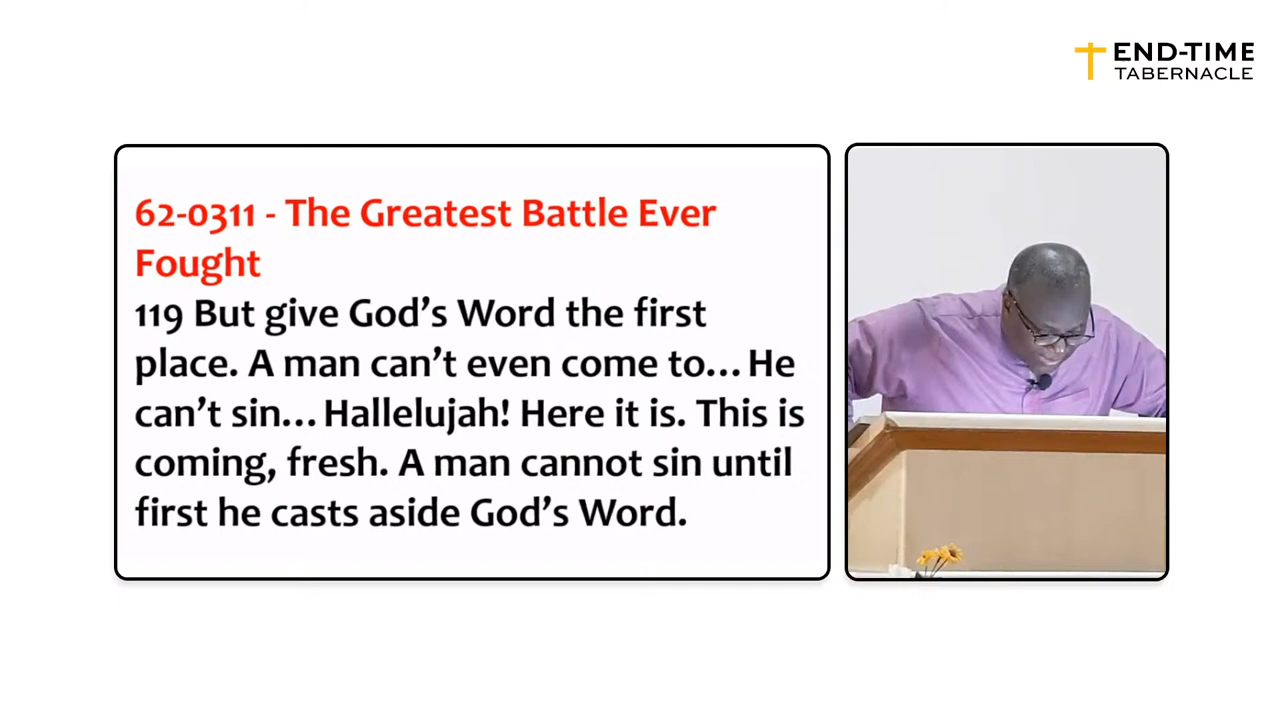 END-TIME
TABERNACLE
62-0311 - The Greatest Battle Ever
Fought
119 But give God’s Word the first
place. A man can’t even come to… He
can’t sin… Hallelujah! Here it is. This is
coming, fresh. A man cannot sin until
first he casts aside God’s Word.